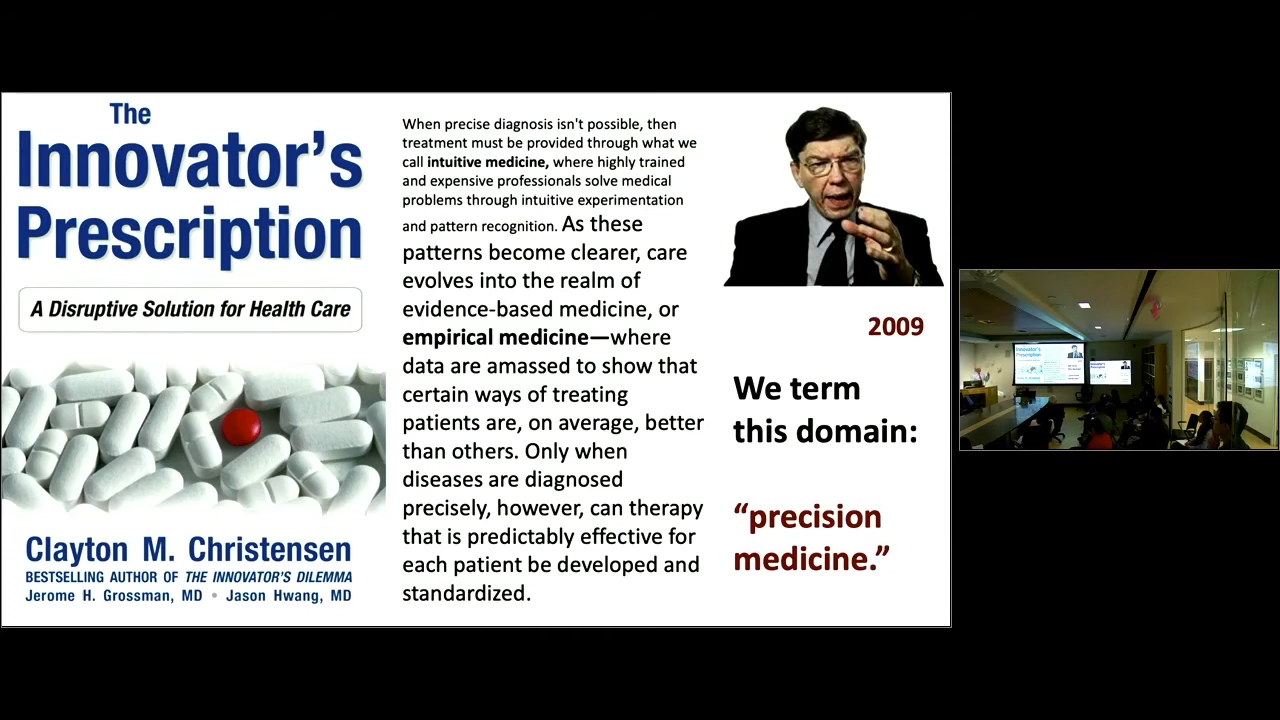 The
Innovator's
Prescription
A Disruptive Solution for Health Care
Clayton M. Christensen
BESTSELLING AUTHOR OF THE INNOVATOR'S DILEMMA
Jerome H. Grossman, MD • Jason Hwang, MD
When precise diagnosis isn't possible, then
treatment must be provided through what we
call intuitive medicine, where highly trained
and expensive professionals solve medical
problems through intuitive experimentation
and pattern recognition. As these
patterns become clearer, care
evolves into the realm of
evidence-based medicine, or
empirical medicine—where
data are amassed to show that
certain ways of treating
patients are, on average, better
than others. Only when
diseases are diagnosed
precisely, however, can therapy
that is predictably effective for
each patient be developed and
standardized.
2009
We term
this domain:
“precision
medicine.”
Innovator's
Prescription